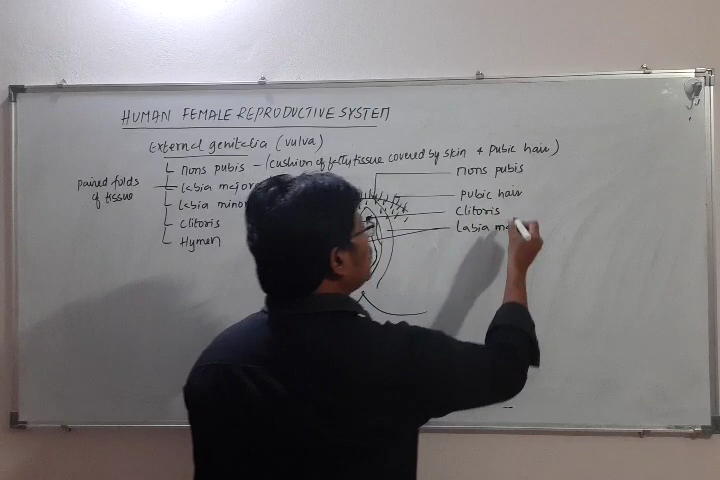 HUMAN FEMALE REPRODUCTIVE SYSTEM
External genitalia (vulva)
Mons pubis – (cushion of fatty tissue covered by skin + Pubic hair)
Paired folds of tissue
Labia major
Labia minor
Clitoris
Hymen
Mons pubis
Pubic hair
Clitoris
Labia ma